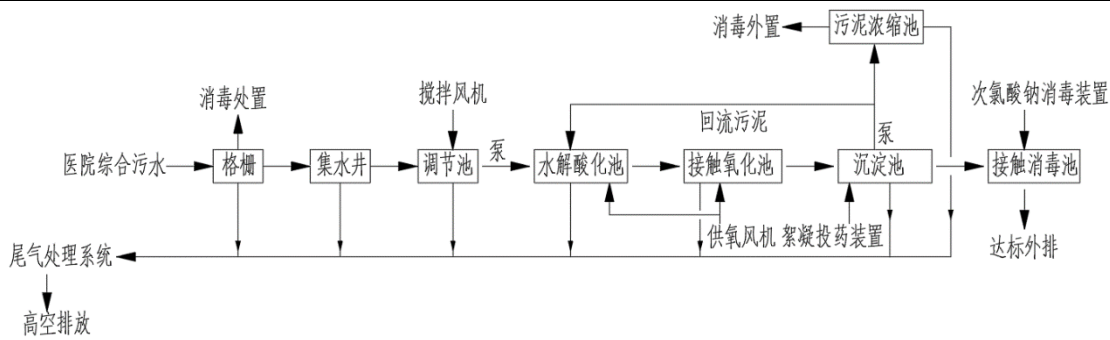 消毒外置
污泥浓缩池
消毒处置
搅拌风机
次氯酸钠消毒装置
回流污泥
泵
医院综合污水
格栅
集水井
调节池
泵
水解酸化池
接触氧化池
沉淀池
接触消毒池
供氧风机
絮凝投药装置
达标外排
尾气处理系统
高空排放